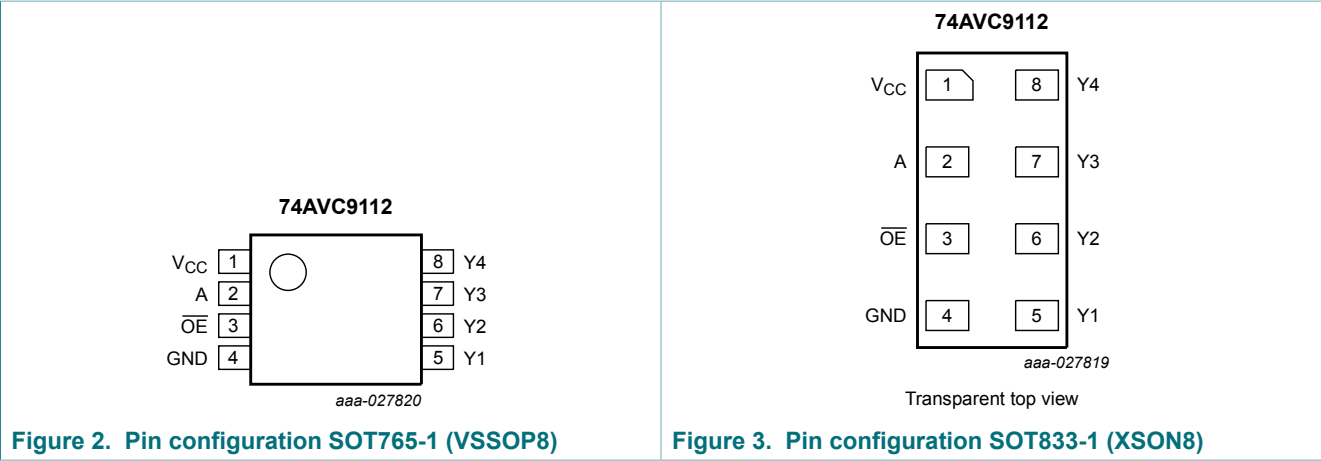 74AVC9112
VCC 1 8 Y4
A 2 7 Y3
OE 3 6 Y2
GND 4 5 Y1
aaa-027820
Figure 2. Pin configuration SOT765-1 (VSSOP8)
74AVC9112
VCC 1 8 Y4
A 2 7 Y3
OE 3 6 Y2
GND 4 5 Y1
aaa-027819
Transparent top view
Figure 3. Pin configuration SOT833-1 (XSON8)